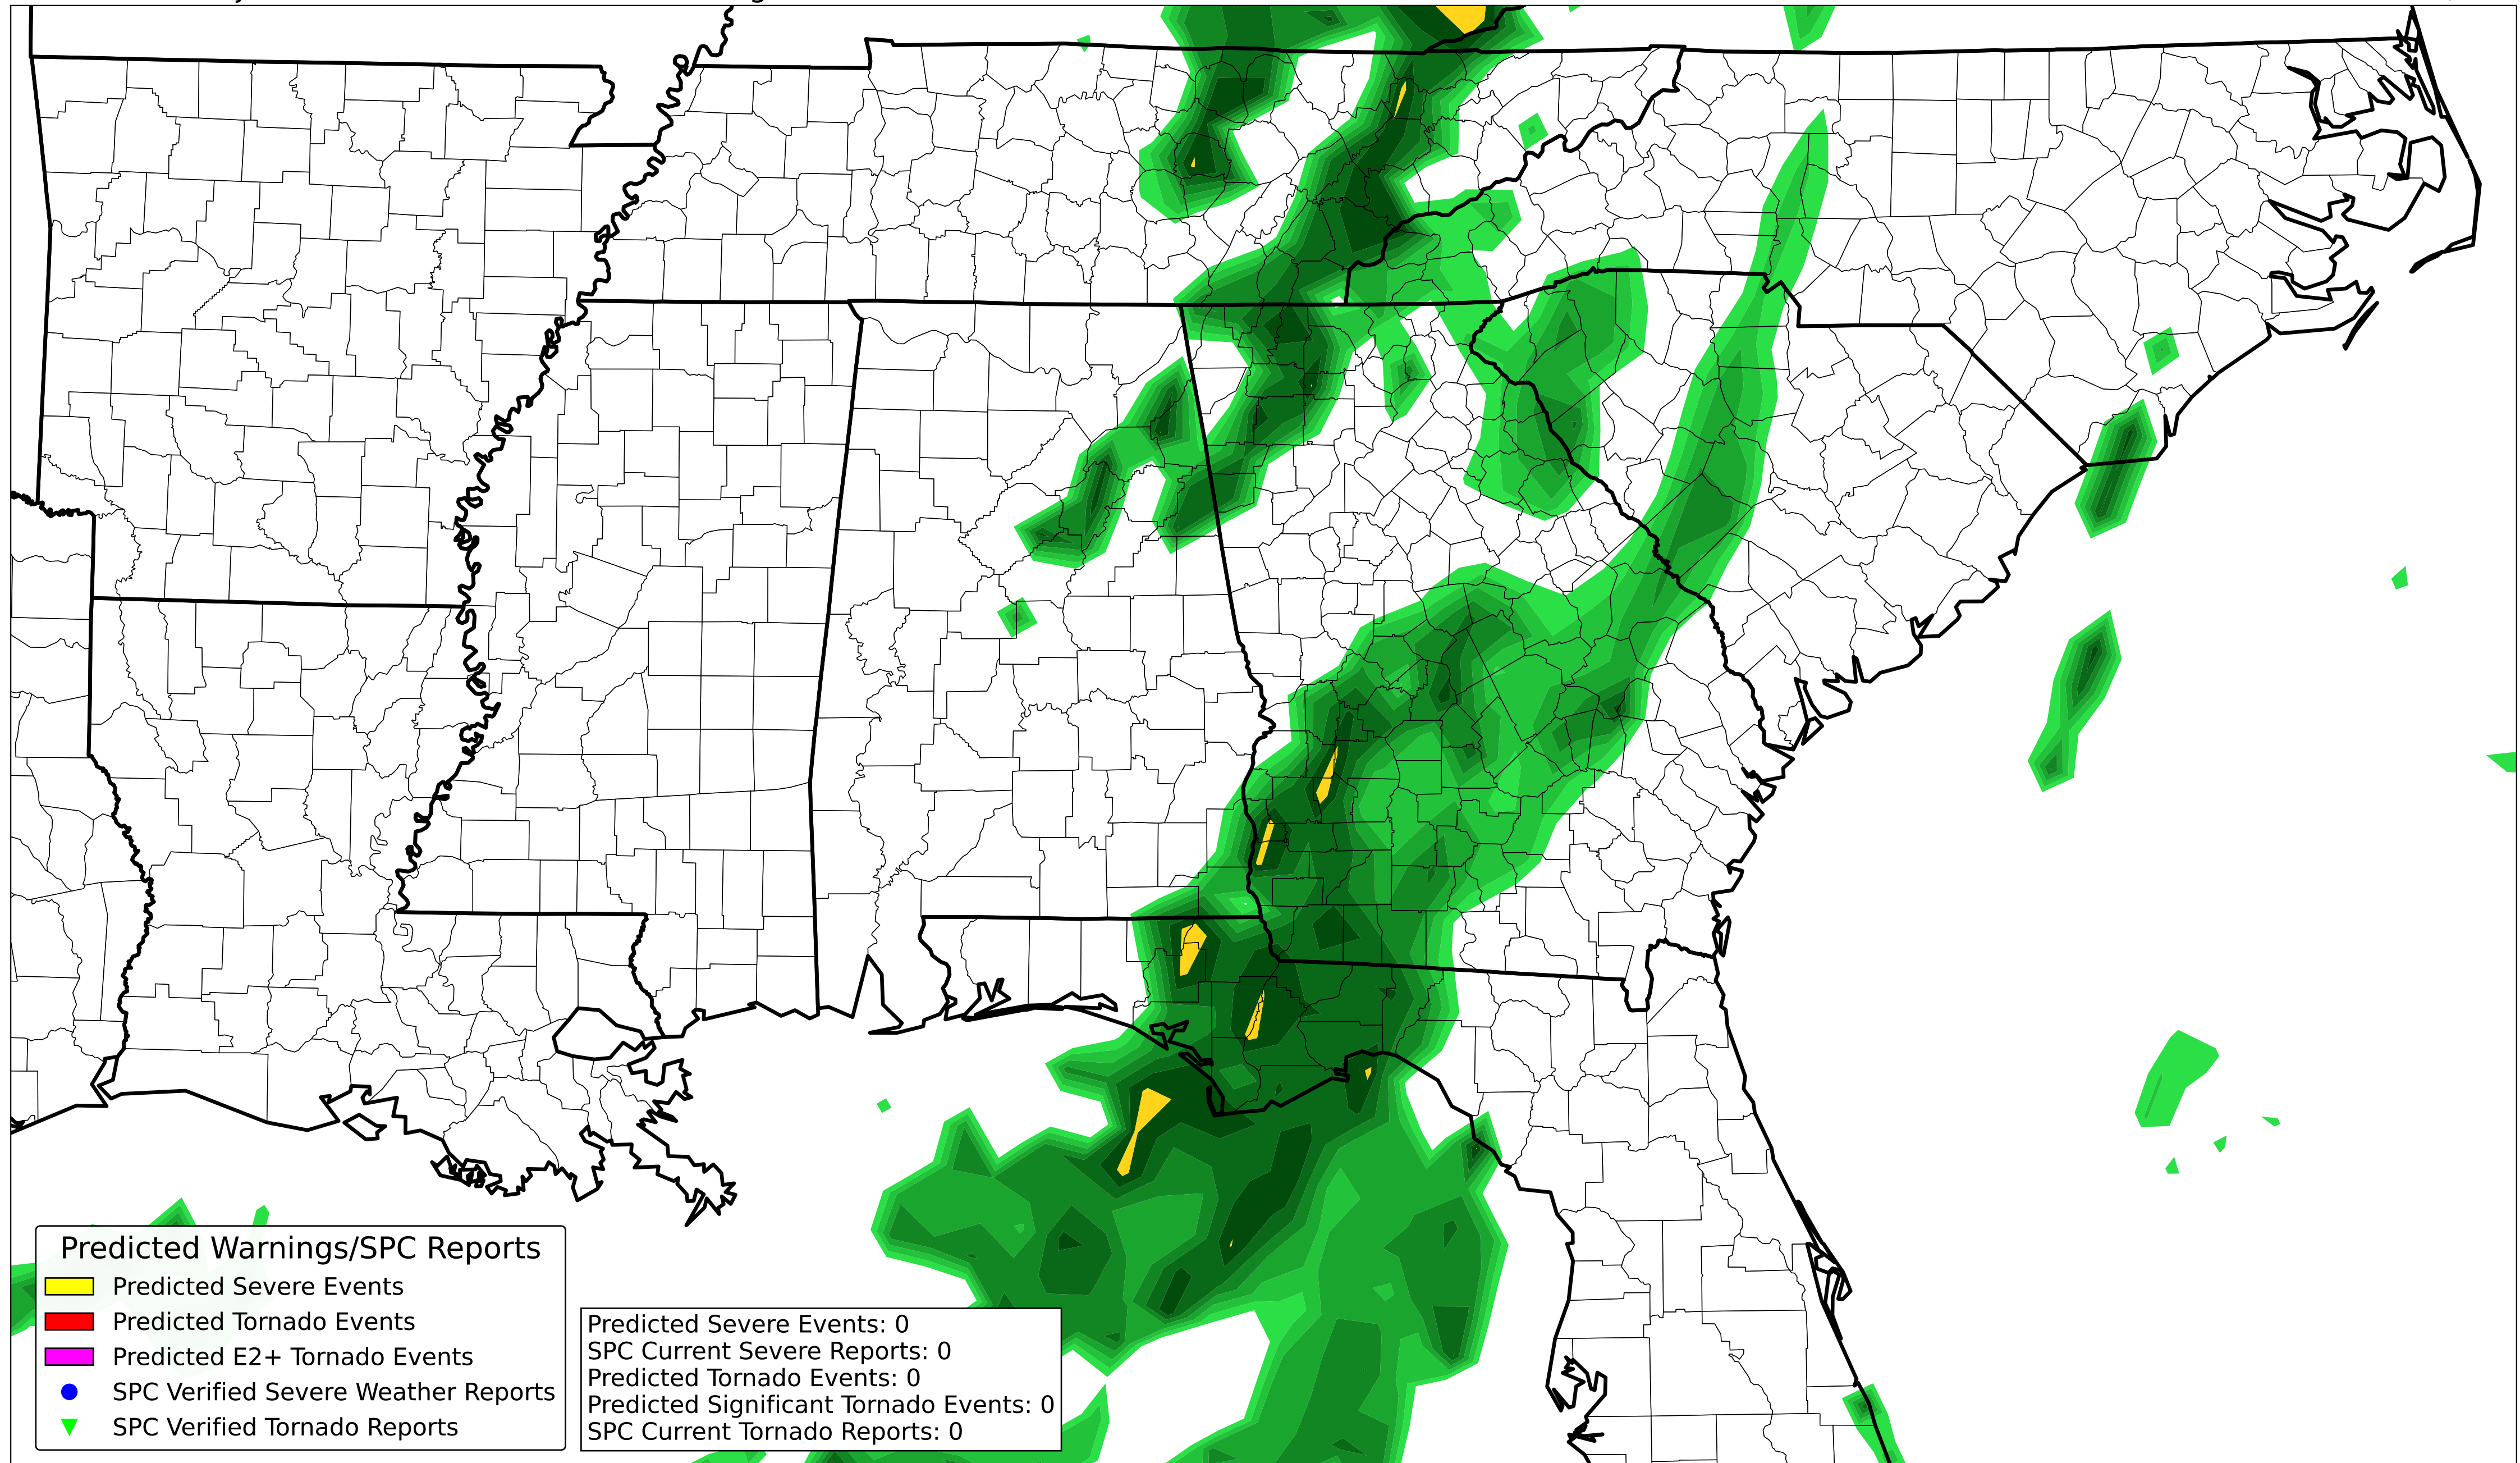 Predicted Warnings/SPC Reports
Predicted Severe Events
Predicted Tornado Events
Predicted E2+ Tornado Events
SPC Verified Severe Weather Reports
SPC Verified Tornado Reports
Predicted Severe Events: 0
SPC Current Severe Reports: 0
Predicted Tornado Events: 0
Predicted Significant Tornado Events: 0
SPC Current Tornado Reports: 0